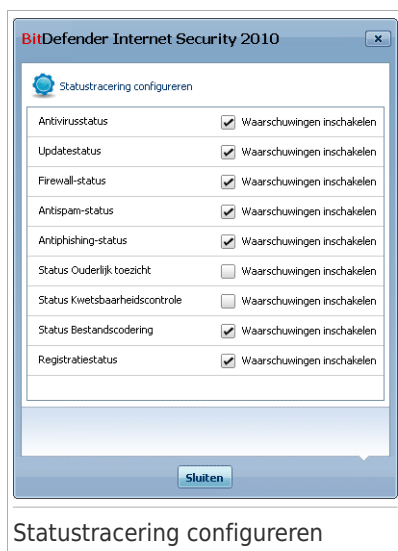 BitDefender Internet Security 2010
Statustracering configureren
Antivirusstatus Waarschuwingen inschakelen
Updatestatus Waarschuwingen inschakelen
Firewall-status Waarschuwingen inschakelen
Antispam-status Waarschuwingen inschakelen
Antiphishing-status Waarschuwingen inschakelen
Status Ouderlijk toezicht Waarschuwingen inschakelen
Status Kwetsbaarheidscontrole Waarschuwingen inschakelen
Status Bestandscodering Waarschuwingen inschakelen
Registratiestatus Waarschuwingen inschakelen
Sluiten
Statustracering configureren